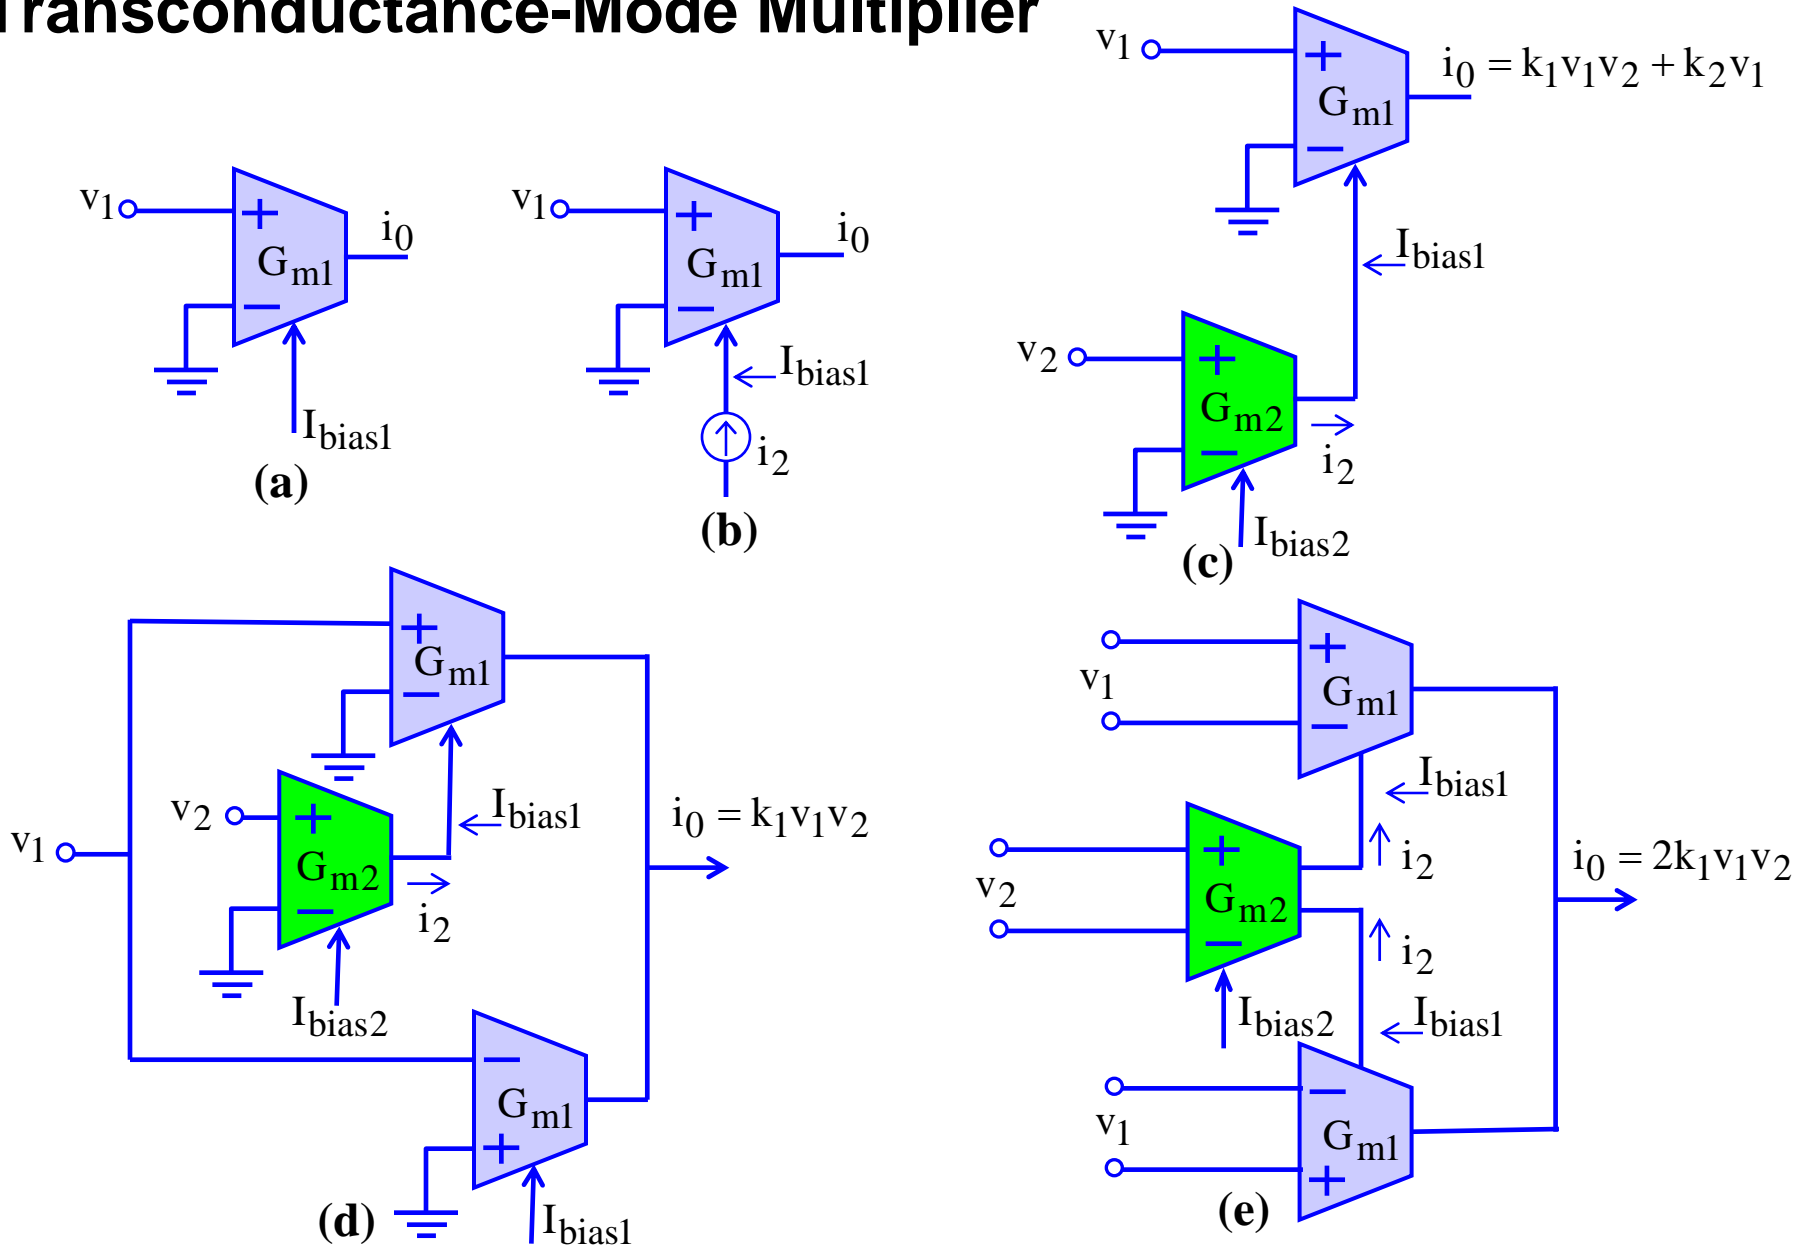 Transconductance-Mode Multiplier
v1
+
Gm1
−
i0
Ibias1
(a)
v1
+
Gm1
−
i0
Ibias1
i2
(b)
v1
+
Gm1
−
i0 = k1v1v2 + k2v1
Ibias1
v2
+
Gm2
−
i2
Ibias2
(c)
v1
+
Gm1
−
v2
+
Gm2
−
Ibias1
i2
Ibias2
i0 = k1v1v2
−
Gm1
+
Ibias1
(d)
v1
+
Gm1
−
Ibias1
i2
v2
+
Gm2
−
i2
Ibias2
Ibias1
i0 = 2k1v1v2
v1
−
Gm1
+
(e)